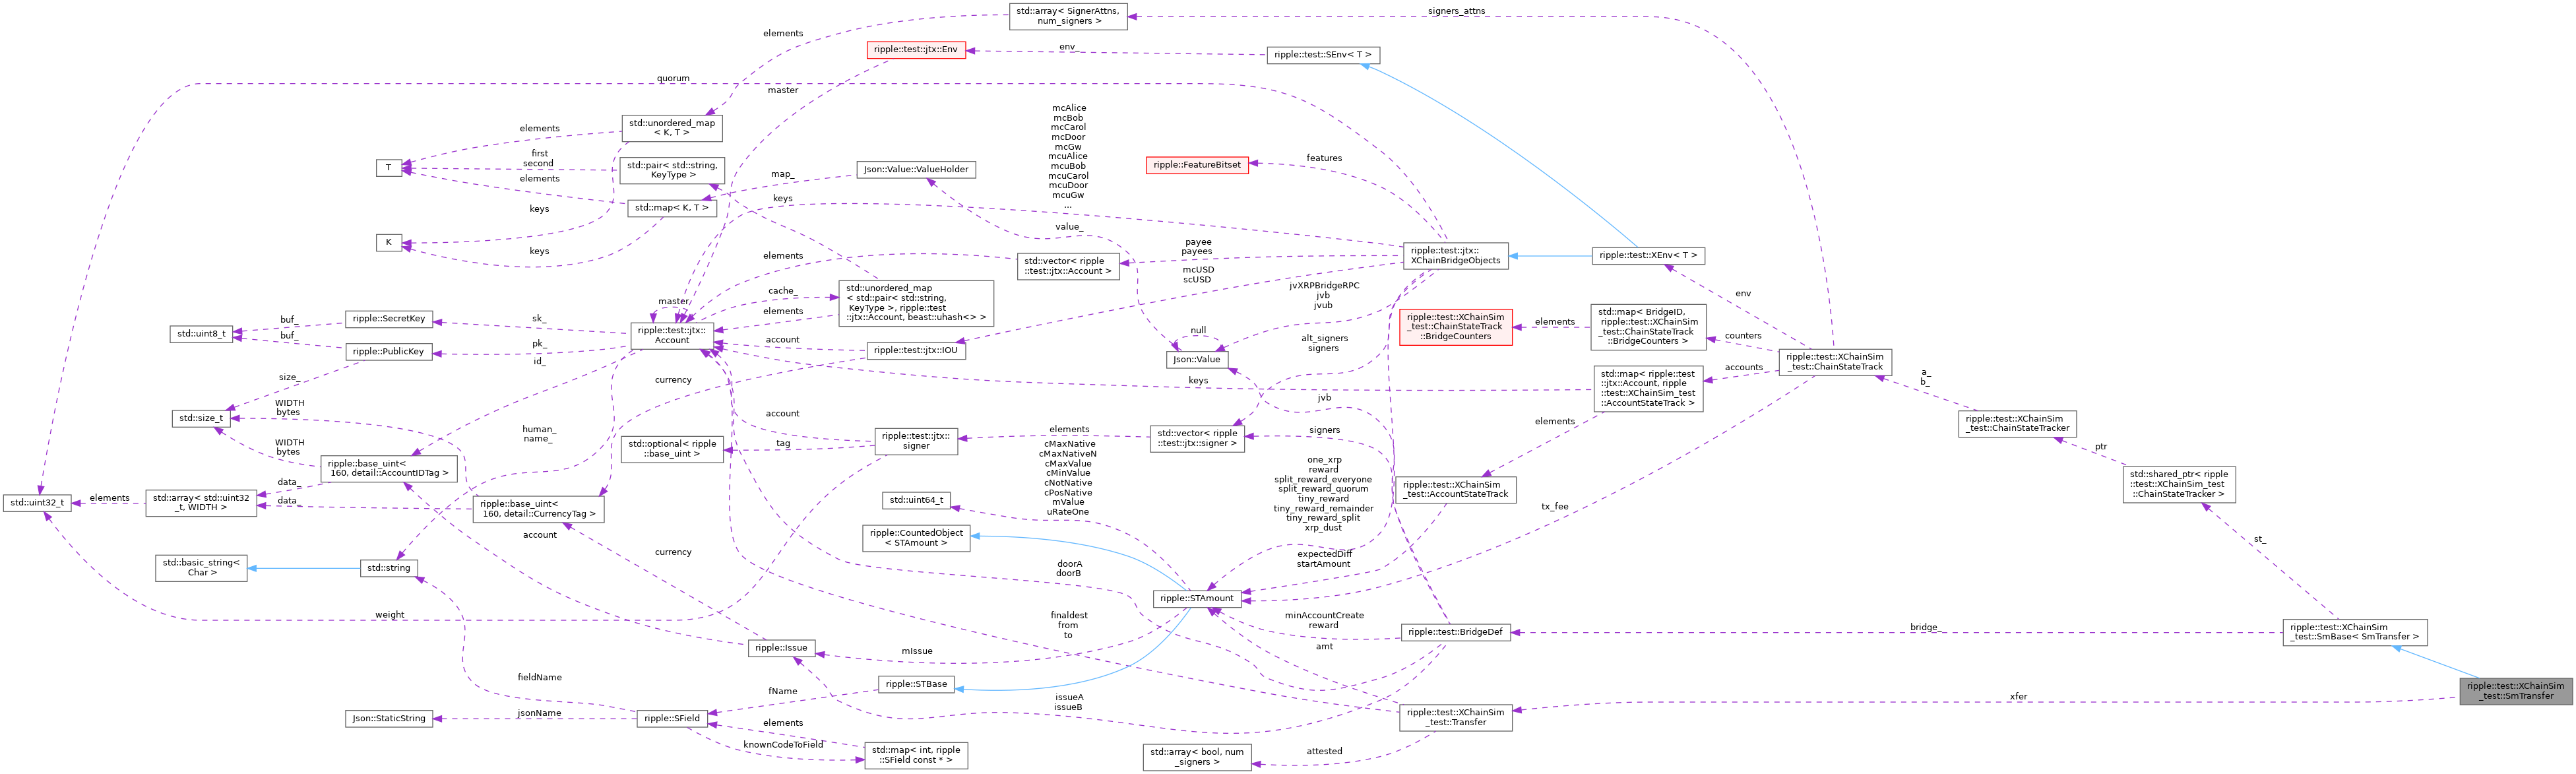 std::array< SignerAttns,
num_signers >
signers_attns
elements
ripple::test::jtx::Env
env_
ripple::test::SEnv< T >
quorum
master
mcAlice
mcBob
mcCarol
mcDoor
mcGw
mcuAlice
mcuBob
mcuCarol
mcuDoor
mcuGw
...
std::unordered_map
< K, T >
elements
T
first
second
std::pair< std::string,
KeyType >
elements
map_
Json::Value::ValueHolder
ripple::FeatureBitset
features
keys
std::map< K, T >
keys
K
keys
value_
payee
payees
ripple::test::jtx::
XChainBridgeObjects
ripple::test::XEnv< T >
elements
std::vector< ripple
::test::jtx::Account >
mcUSD
scUSD
jvXRPBridgeRPC
jvb
jvub
env
std::unordered_map
< std::pair< std::string,
KeyType >, ripple::test
::jtx::Account, beast::uhash<> >
cache_
elements
master
ripple::test::jtx::
Account
ripple::SecretKey
sk_
buf_
std::uint8_t
buf_
ripple::PublicKey
pk_
id_
account
ripple::test::jtx::IOU
null
Json::Value
alt_signers
signers
ripple::test::XChainSim
_test::ChainStateTrack
::BridgeCounters
elements
std::map< BridgeID,
ripple::test::XChainSim
_test::ChainStateTrack
::BridgeCounters >
counters
ripple::test::XChainSim
_test::ChainStateTrack
accounts
std::map< ripple::test
::jtx::Account, ripple
::test::XChainSim_test
::AccountStateTrack >
keys
size_
currency
a_
b_
jvb
WIDTH
bytes
std::size_t
account
elements
ripple::test::XChainSim
_test::ChainStateTracker
human_
name_
WIDTH
bytes
std::optional< ripple
::base_uint >
tag
ripple::test::jtx::
signer
elements
std::vector< ripple
::test::jtx::signer >
signers
ptr
cMaxNative
cMaxNativeN
cMaxValue
cMinValue
cNotNative
cPosNative
mValue
uRateOne
ripple::base_uint<
160, detail::AccountIDTag >
one_xrp
reward
split_reward_everyone
split_reward_quorum
tiny_reward
tiny_reward_remainder
tiny_reward_split
xrp_dust
std::shared_ptr< ripple
::test::XChainSim_test
::ChainStateTracker >
ripple::test::XChainSim
_test::AccountStateTrack
data_
std::uint32_t
elements
std::array< std::uint32
_t, WIDTH >
data_
ripple::base_uint<
160, detail::CurrencyTag >
std::uint64_t
tx_fee
account
ripple::CountedObject
< STAmount >
st_
currency
expectedDiff
startAmount
std::basic_string<
Char >
std::string
doorA
doorB
ripple::STAmount
weight
finaldest
from
to
minAccountCreate
reward
ripple::test::BridgeDef
bridge_
ripple::test::XChainSim
_test::SmBase< SmTransfer >
ripple::Issue
mIssue
amt
fieldName
fName
ripple::STBase
issueA
issueB
xfer
ripple::test::XChainSim
_test::SmTransfer
Json::StaticString
jsonName
ripple::SField
elements
ripple::test::XChainSim
_test::Transfer
knownCodeToField
std::map< int, ripple
::SField const * >
std::array< bool, num
_signers >
attested